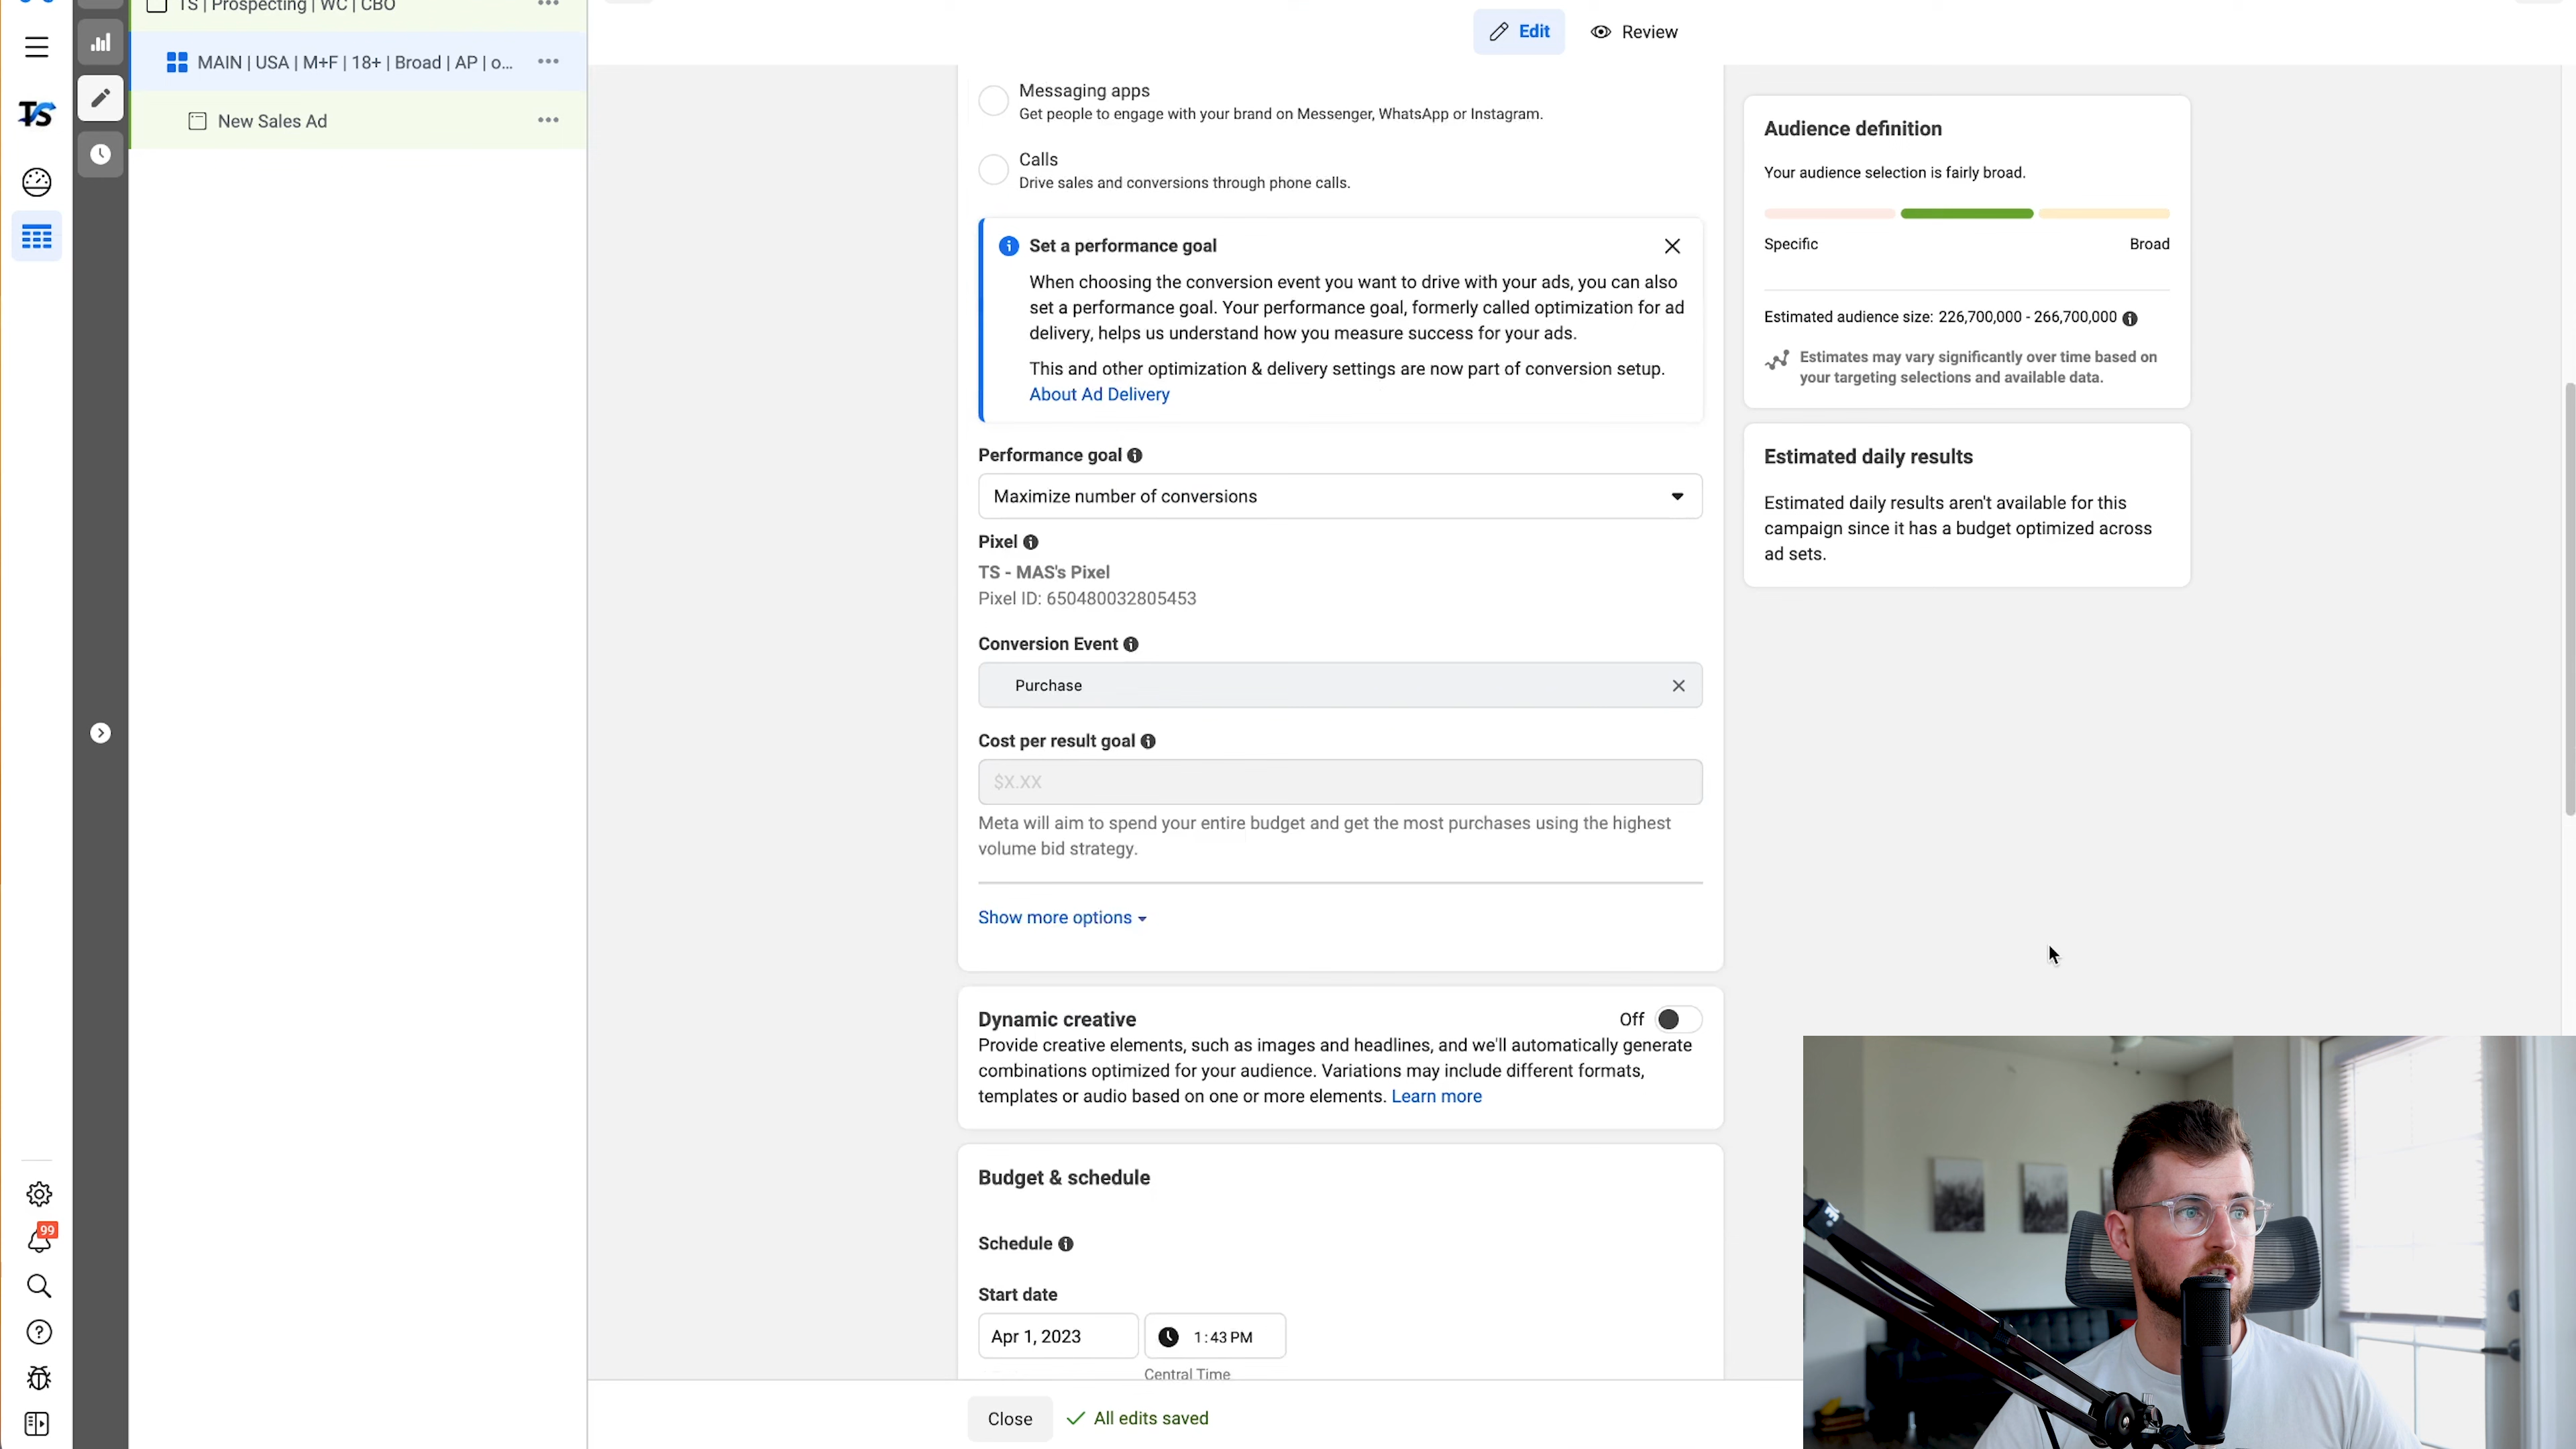 TS | Prospecting | WC | CBO
MAIN | USA | M+F | 18+ | Broad | AP | o...
New Sales Ad
TS
99
Edit
Review
Messaging apps
Get people to engage with your brand on Messenger, WhatsApp or Instagram.
Calls
Drive sales and conversions through phone calls.
Set a performance goal
When choosing the conversion event you want to drive with your ads, you can also
set a performance goal. Your performance goal, formerly called optimization for ad
delivery, helps us understand how you measure success for your ads.
This and other optimization & delivery settings are now part of conversion setup.
About Ad Delivery
Performance goal
Maximize number of conversions
Pixel
TS - MAS's Pixel
Pixel ID: 650480032805453
Conversion Event
Purchase
Cost per result goal
$X.XX
Meta will aim to spend your entire budget and get the most purchases using the highest
volume bid strategy.
Show more options
Dynamic creative
Off
Provide creative elements, such as images and headlines, and we'll automatically generate
combinations optimized for your audience. Variations may include different formats,
templates or audio based on one or more elements. Learn more
Budget & schedule
Schedule
Start date
Apr 1, 2023
1:43 PM
Central Time
Close
All edits saved
Audience definition
Your audience selection is fairly broad.
Specific
Broad
Estimated audience size: 226,700,000 - 266,700,000
Estimates may vary significantly over time based on
your targeting selections and available data.
Estimated daily results
Estimated daily results aren't available for this
campaign since it has a budget optimized across
ad sets.